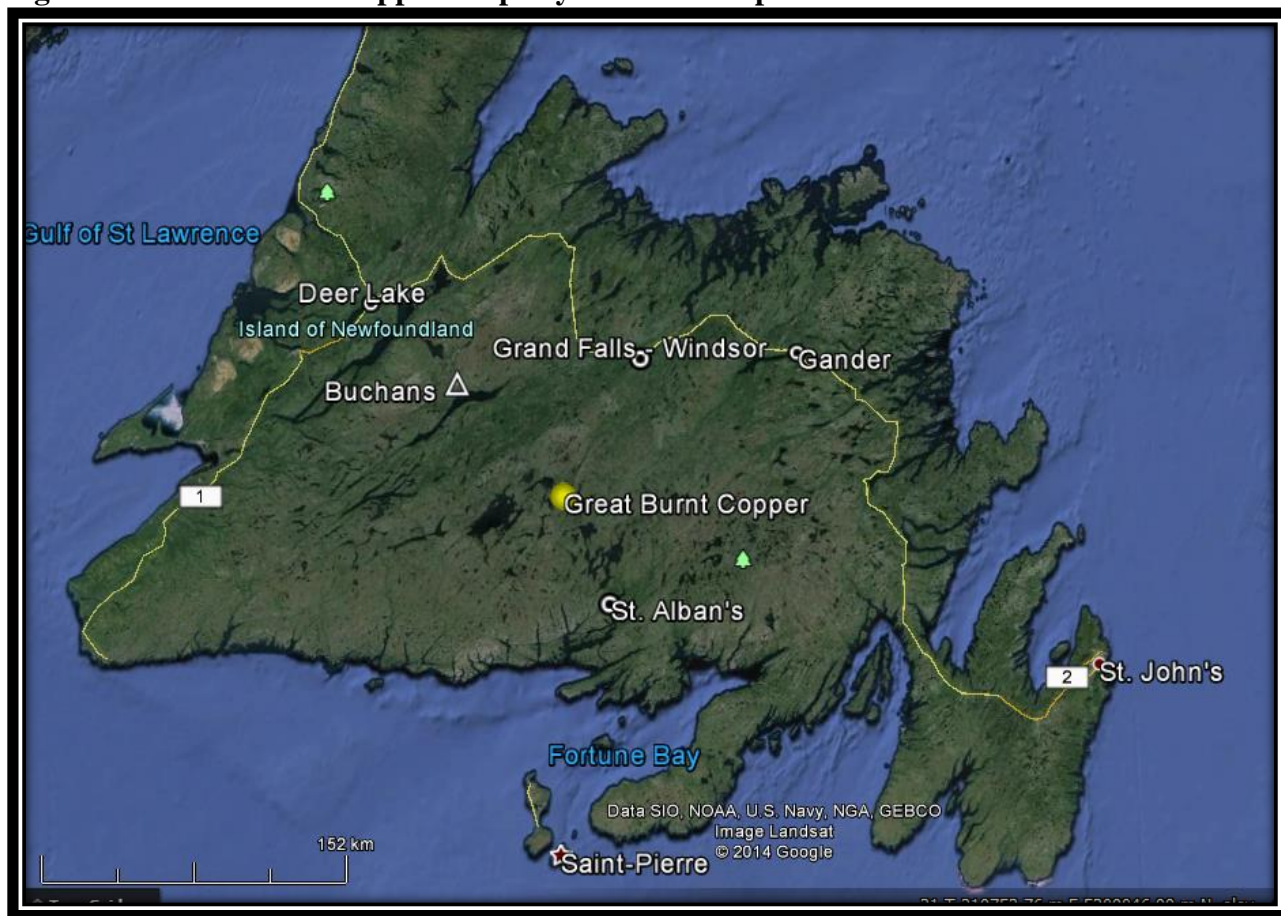 Gulf of St Lawrence
Deer Lake
Island of Newfoundland
Grand Falls - Windsor
Gander
Buchans
1
Great Burnt Copper
St. Alban's
2
St. John's
Fortune Bay
Data SIO, NOAA, U.S. Navy, NGA, GEBCO
Image Landsat
© 2014 Google
152 km
Saint-Pierre